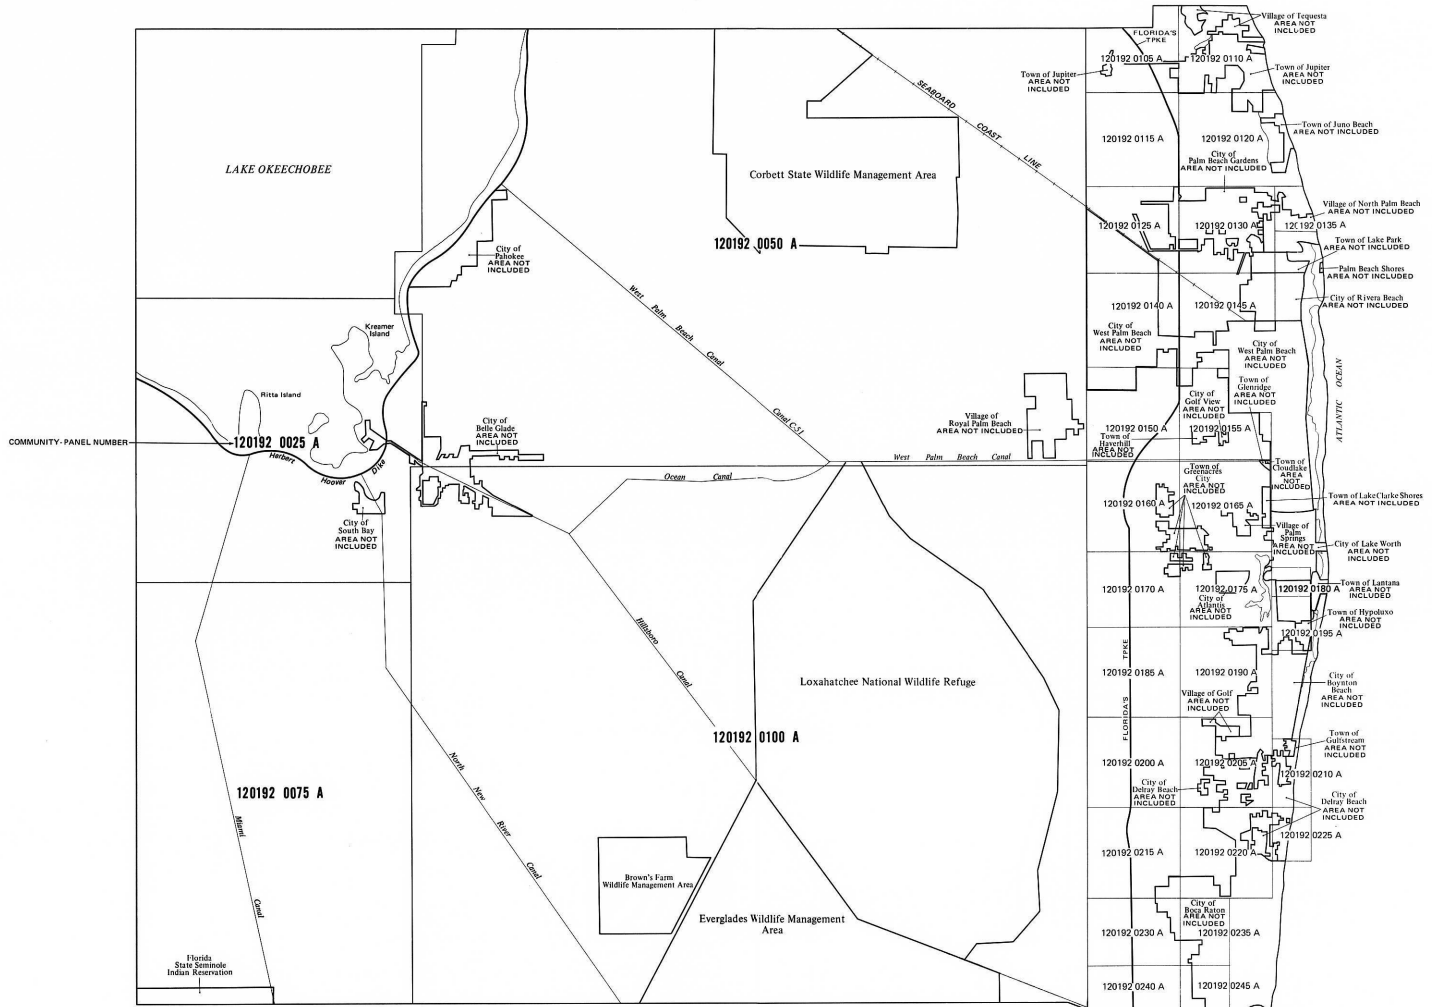 Village of Tequesta
AREA NOT
INCLUDED
FLORIDA'S
TPKE
120192 0105 A
120192 0110 A
Town of Jupiter
AREA NOT
INCLUDED
Town of Jupiter
AREA NOT
INCLUDED
SEABOARD
COAST
LINE
Town of Juno Beach
AREA NOT INCLUDED
120192 0115 A
120192 0120 A
City of
Palm Beach Gardens
AREA NOT INCLUDED
LAKE OKEECHOBEE
Corbett State Wildlife Management Area
Village of North Palm Beach
AREA NOT INCLUDED
120192 0125 A
120192 0130 A
120192 0135 A
120192 0050 A
Town of Lake Park
AREA NOT INCLUDED
City of
Pahokee
AREA NOT
INCLUDED
Palm Beach Shores
AREA NOT INCLUDED
West Palm Beach Canal
120192 0140 A
120192 0145 A
City of Rivera Beach
AREA NOT INCLUDED
Kreamer
Island
City of
West Palm Beach
AREA NOT
INCLUDED
City of
West Palm Beach
AREA NOT
INCLUDED
ATLANTIC OCEAN
Ritta Island
Town of
Glenridge
AREA NOT
INCLUDED
City of
Golf View
AREA NOT
INCLUDED
Canal C-51
City of
Belle Glade
AREA NOT
INCLUDED
Village of
Royal Palm Beach
AREA NOT INCLUDED
120192 0150 A
120192 0155 A
COMMUNITY-PANEL NUMBER
120192 0025 A
Town of
Haverhill
AREA NOT
INCLUDED
Herbert
Hoover
Dike
West Palm Beach Canal
Ocean Canal
Town of
Greenacres
City
AREA NOT
INCLUDED
Town of
Cloudlake
AREA
NOT
INCLUDED
Town of Lake Clarke Shores
AREA NOT INCLUDED
120192 0160 A
120192 0165 A
City of
South Bay
AREA NOT
INCLUDED
Village of
Palm
Springs
AREA NOT
INCLUDED
City of Lake Worth
AREA NOT
INCLUDED
120192 0170 A
120192 0175 A
120192 0180 A
Town of Lantana
AREA NOT
INCLUDED
City of
Atlantis
AREA NOT
INCLUDED
Town of Hypoluxo
AREA NOT
INCLUDED
120192 0195 A
Hillsboro
Canal
TPKE
FLORIDA'S
120192 0185 A
120192 0190 A
Loxahatchee National Wildlife Refuge
City of
Boynton
Beach
AREA NOT
INCLUDED
Village of Golf
AREA NOT
INCLUDED
120192 0100 A
Town of
Gulfstream
AREA NOT
INCLUDED
120192 0200 A
120192 0205 A
120192 0210 A
North New River Canal
City of
Delray Beach
AREA NOT
INCLUDED
City of
Delray Beach
AREA NOT
INCLUDED
120192 0075 A
Miami
Canal
120192 0225 A
120192 0215 A
120192 0220 A
Brown's Farm
Wildlife Management Area
Everglades Wildlife Management
Area
City of
Boca Raton
AREA NOT
INCLUDED
120192 0230 A
120192 0235 A
Florida
State Seminole
Indian Reservation
120192 0240 A
120192 0245 A